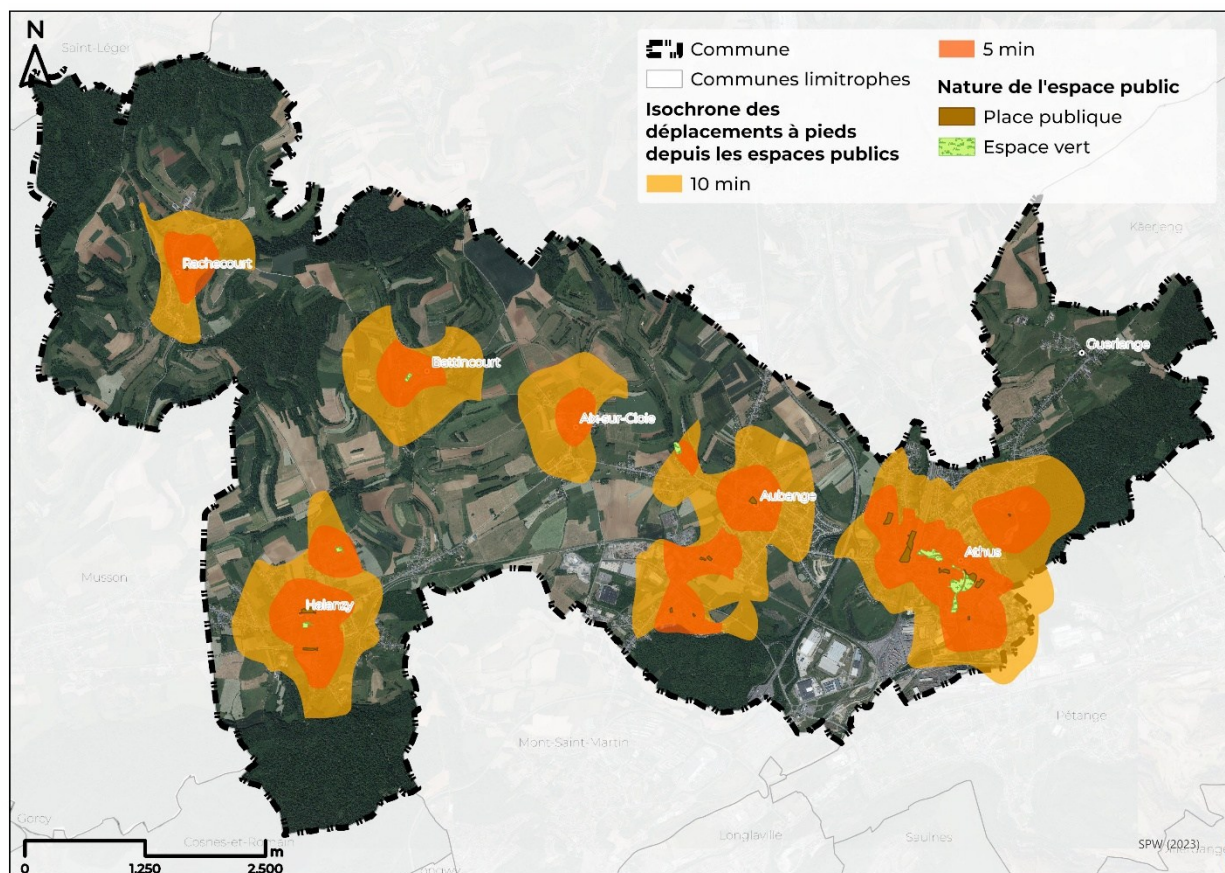 N
Saint-Léger
Commune
Communes limitrophes
Isochrone des
déplacements à pieds
depuis les espaces publics
10 min
5 min
Nature de l'espace public
Place publique
Espace vert
Käerjeng
Rachecourt
Guerlange
Battincourt
Aix-sur-Cloie
Aubange
Athus
Musson
Halanzy
Pétange
Mont-Saint-Martin
Gorcy
Cosnes-et-Romain
Longlaville
Saulnes
SPW (2023)
0
1.250
2.500
m